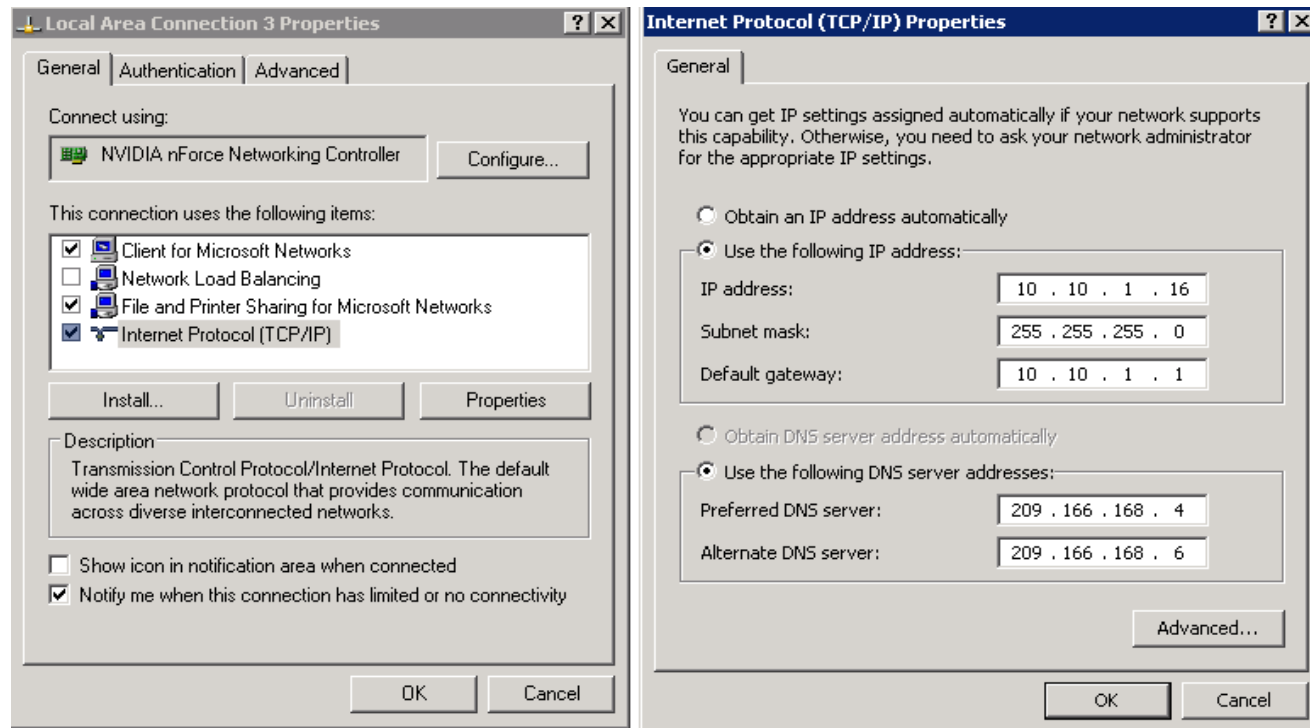 Local Area Connection 3 Properties
General Authentication Advanced
Connect using:
NVIDIA nForce Networking Controller
Configure...
This connection uses the following items:
Client for Microsoft Networks
Network Load Balancing
File and Printer Sharing for Microsoft Networks
Internet Protocol (TCP/IP)
Install... Uninstall Properties
Description
Transmission Control Protocol/Internet Protocol. The default
wide area network protocol that provides communication
across diverse interconnected networks.
Show icon in notification area when connected
Notify me when this connection has limited or no connectivity
OK Cancel
Internet Protocol (TCP/IP) Properties
General
You can get IP settings assigned automatically if your network supports
this capability. Otherwise, you need to ask your network administrator
for the appropriate IP settings.
Obtain an IP address automatically
Use the following IP address:
IP address: 10 . 10 . 1 . 16
Subnet mask: 255 . 255 . 255 . 0
Default gateway: 10 . 10 . 1 . 1
Obtain DNS server address automatically
Use the following DNS server addresses:
Preferred DNS server: 209 . 166 . 168 . 4
Alternate DNS server: 209 . 166 . 168 . 6
Advanced...
OK Cancel